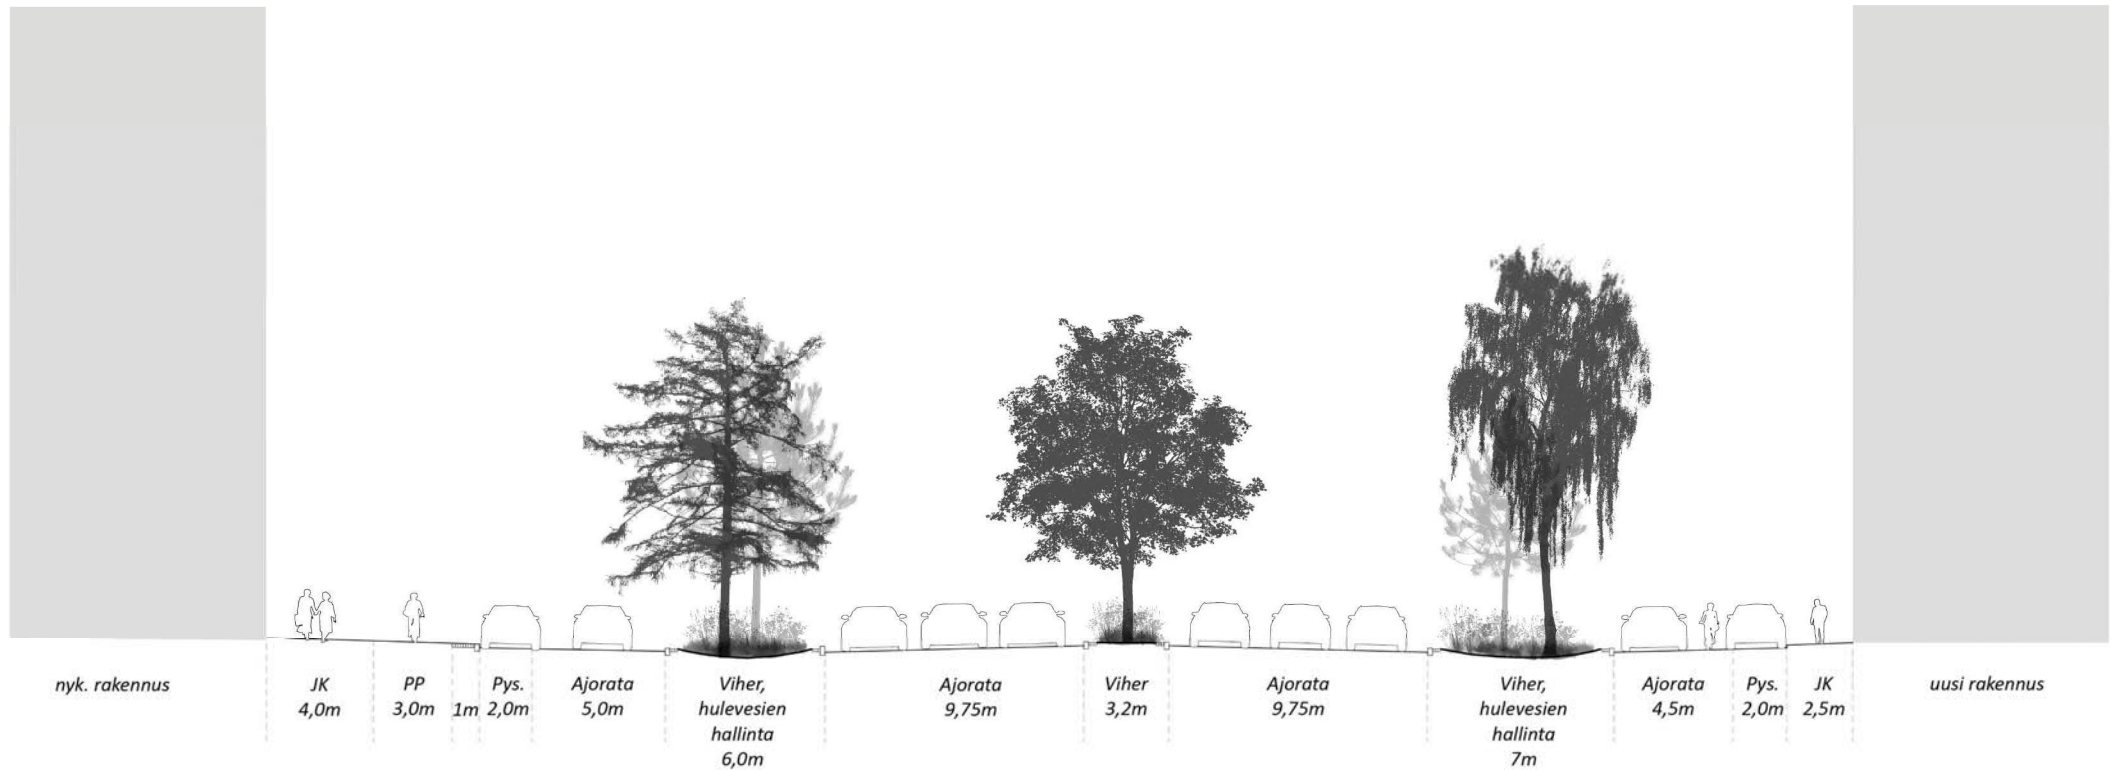 nyk. rakennus
JK
4,0m
PP
3,0m
1m
Pys.
2,0m
Ajorata
5,0m
Viher,
hulevesien
hallinta
6,0m
Ajorata
9,75m
Viher
3,2m
Ajorata
9,75m
Viher,
hulevesien
hallinta
7m
Ajorata
4,5m
Pys.
2,0m
JK
2,5m
uusi rakennus